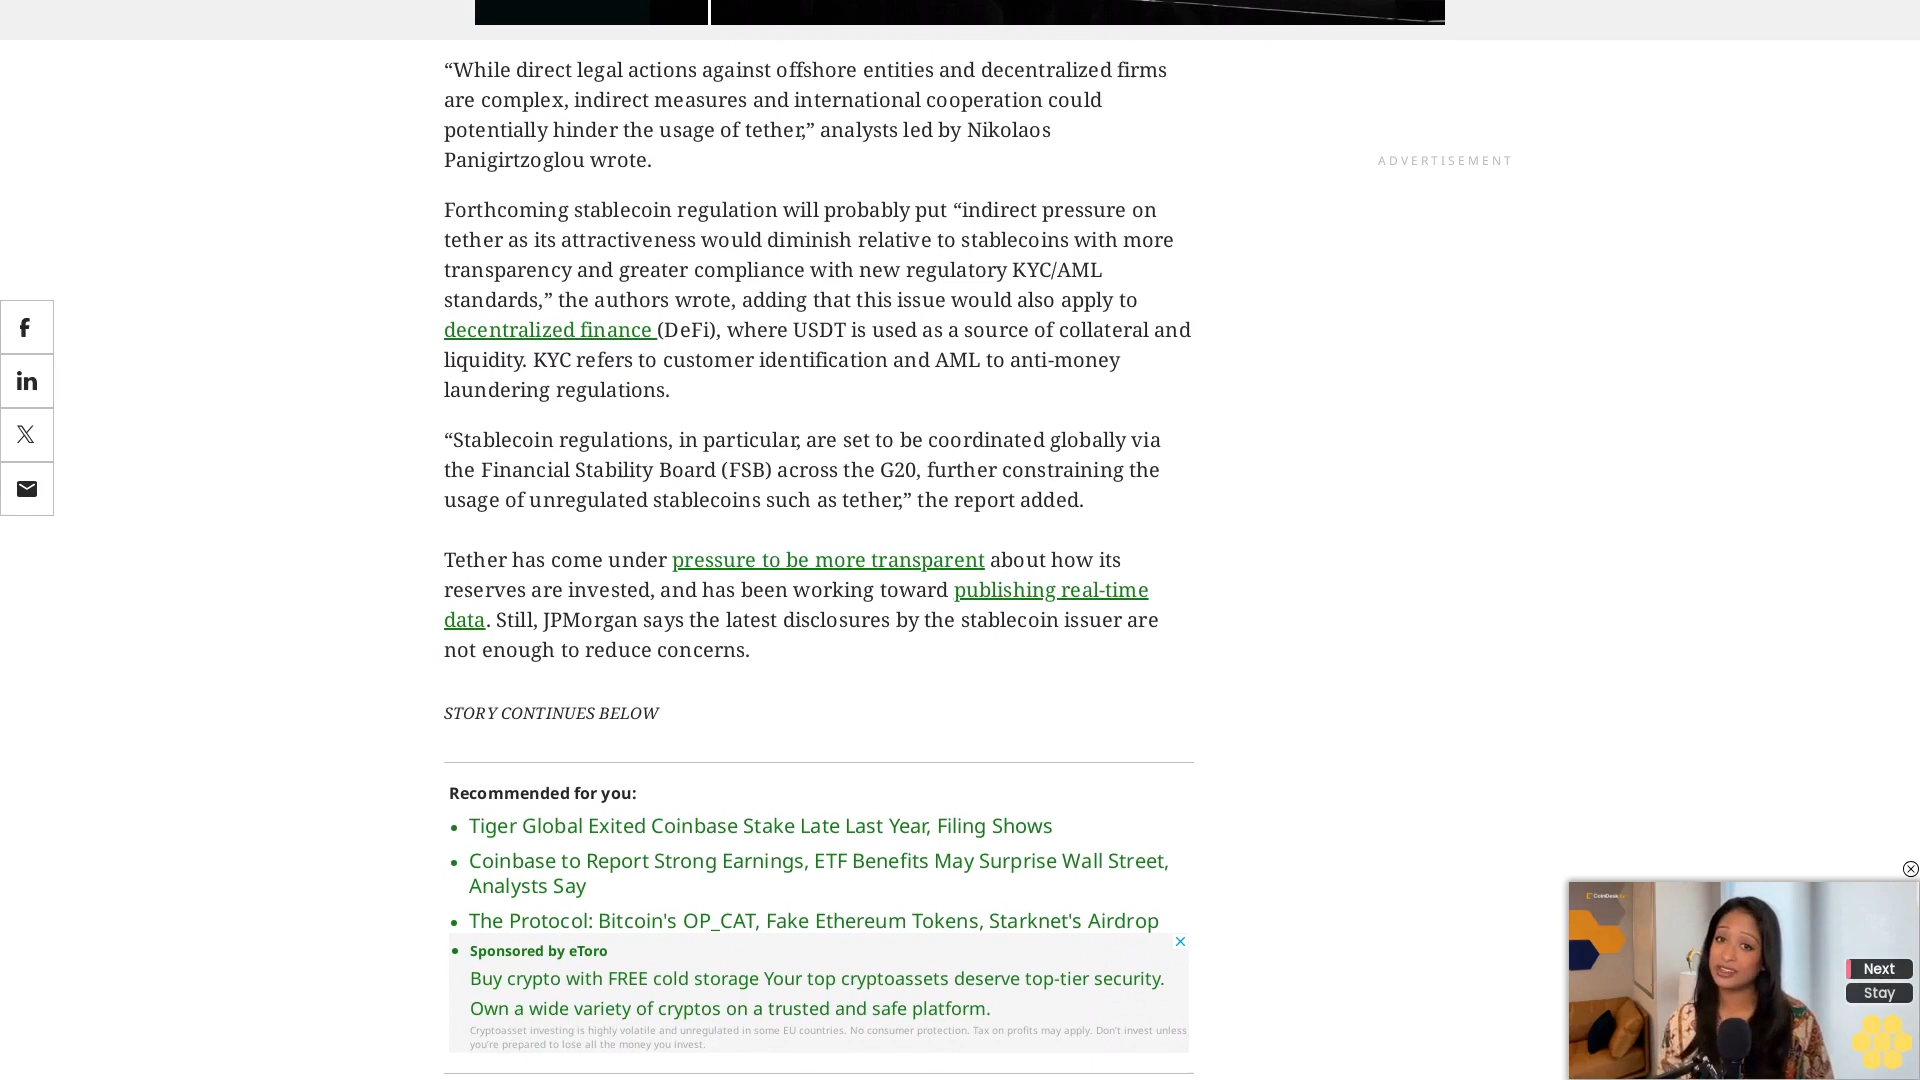 “While direct legal actions against offshore entities and decentralized firms
are complex, indirect measures and international cooperation could
potentially hinder the usage of tether,” analysts led by Nikolaos
Panigirtzoglou wrote.
ADVERTISEMENT
Forthcoming stablecoin regulation will probably put “indirect pressure on
tether as its attractiveness would diminish relative to stablecoins with more
transparency and greater compliance with new regulatory KYC/AML
standards,” the authors wrote, adding that this issue would also apply to
decentralized finance (DeFi), where USDT is used as a source of collateral and
liquidity. KYC refers to customer identification and AML to anti-money
laundering regulations.
“Stablecoin regulations, in particular, are set to be coordinated globally via
the Financial Stability Board (FSB) across the G20, further constraining the
usage of unregulated stablecoins such as tether,” the report added.
Tether has come under pressure to be more transparent about how its
reserves are invested, and has been working toward publishing real-time
data. Still, JPMorgan says the latest disclosures by the stablecoin issuer are
not enough to reduce concerns.
STORY CONTINUES BELOW
Recommended for you:
• Tiger Global Exited Coinbase Stake Late Last Year, Filing Shows
• Coinbase to Report Strong Earnings, ETF Benefits May Surprise Wall Street,
Analysts Say
• The Protocol: Bitcoin's OP_CAT, Fake Ethereum Tokens, Starknet's Airdrop
• Sponsored by eToro
Buy crypto with FREE cold storage Your top cryptoassets deserve top-tier security.
Own a wide variety of cryptos on a trusted and safe platform.
Cryptoasset investing is highly volatile and unregulated in some EU countries. No consumer protection. Tax on profits may apply. Don’t invest unless
you’re prepared to lose all the money you invest.
CoinDesk
Next
Stay